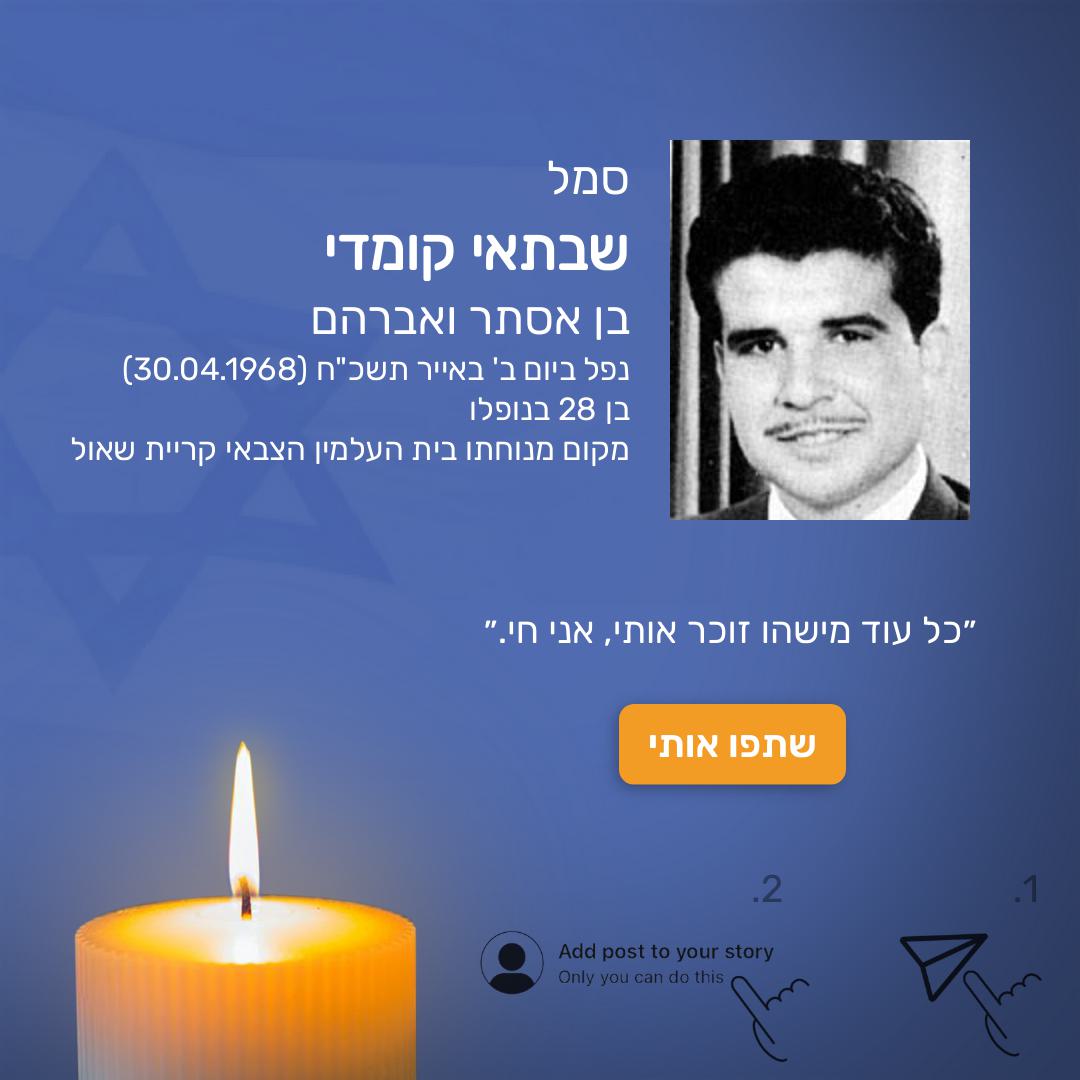 סמל
שבתאי קומדי
בן אסתר ואברהם
נפל ביום ב' באייר תשכ"ח (30.04.1968)
בן 28 בנופלו
מקום מנוחתו בית העלמין הצבאי קריית שאול
״כל עוד מישהו זוכר אותי, אני חי.״
שתפו אותי
1.
2.
Add post to your story
Only you can do this